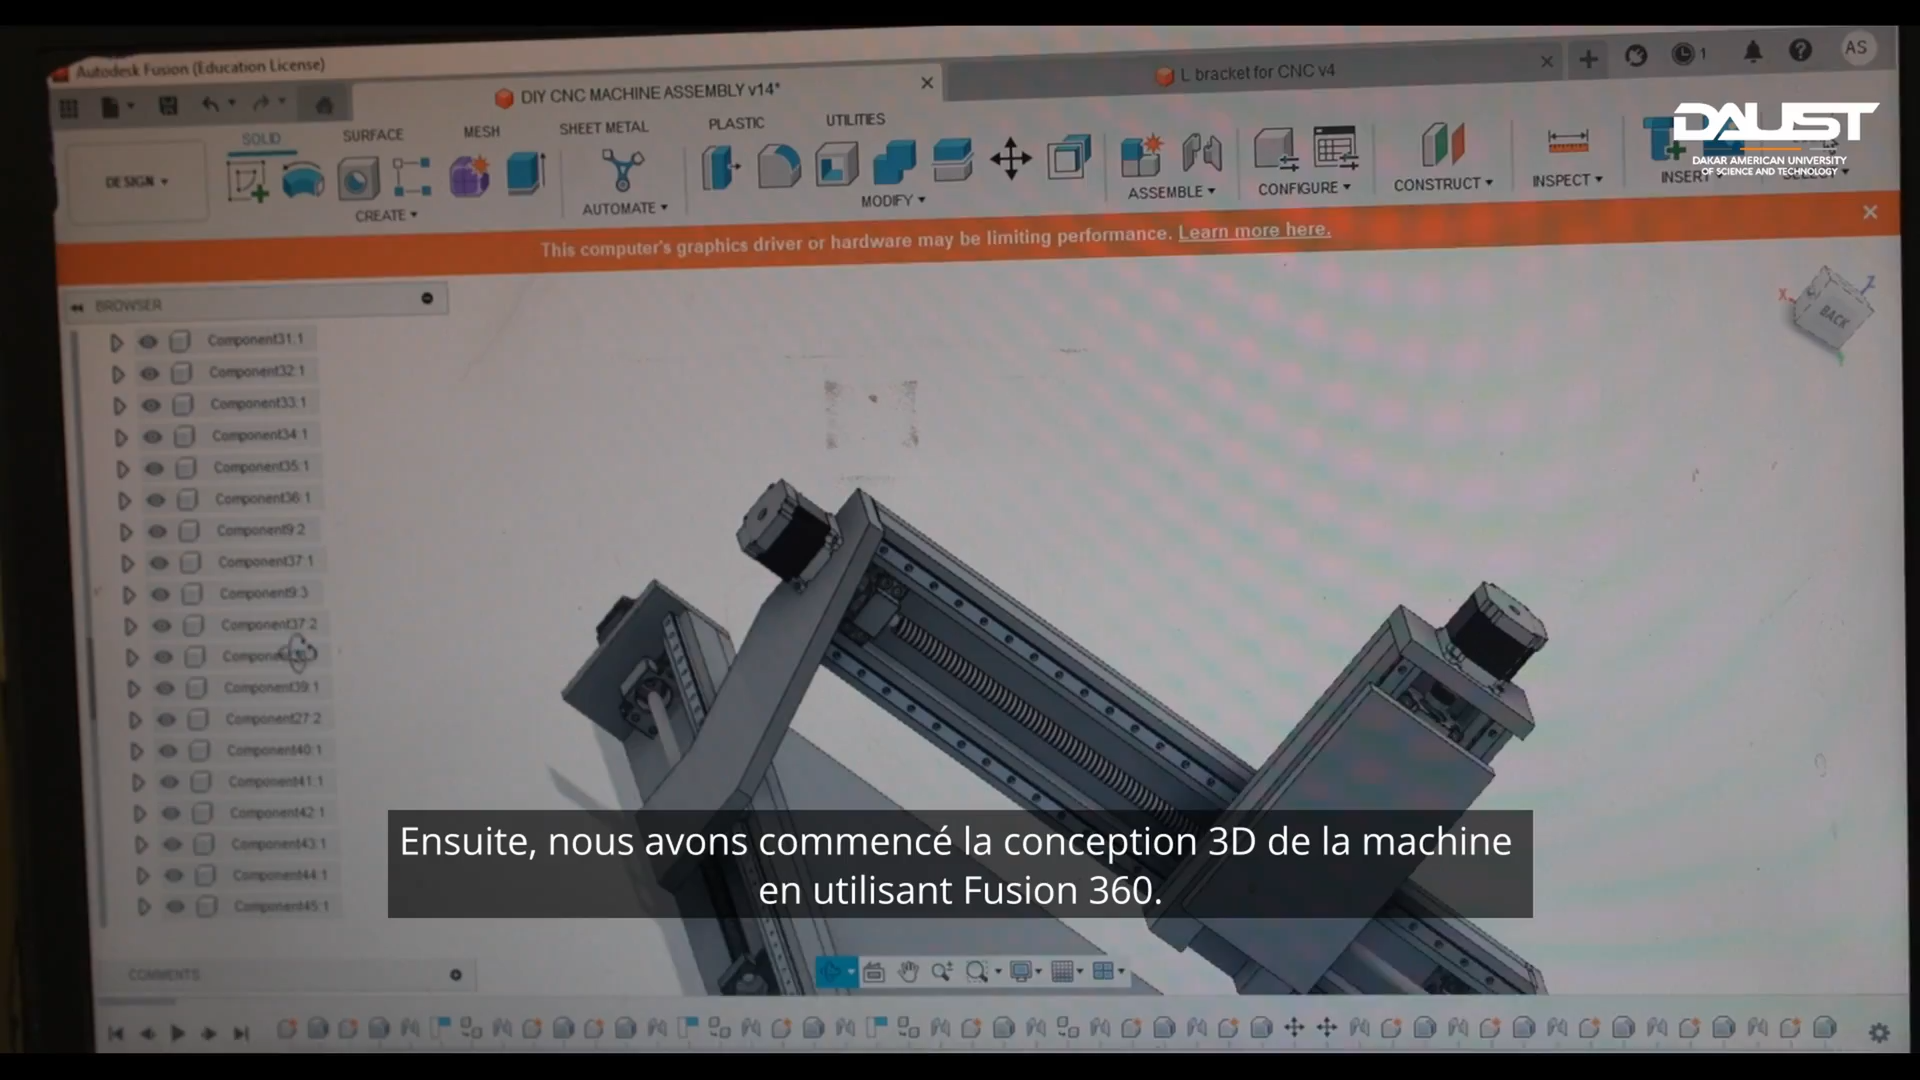 Autodesk Fusion (Education License)
DIY CNC MACHINE ASSEMBLY v14*
L bracket for CNC v4
1
AS
DAUST
DAKAR AMERICAN UNIVERSITY
OF SCIENCE AND TECHNOLOGY
SOLID
SURFACE
MESH
SHEET METAL
PLASTIC
UTILITIES
DESIGN
CREATE
AUTOMATE
MODIFY
ASSEMBLE
CONFIGURE
CONSTRUCT
INSPECT
INSERT
SELECT
This computer's graphics driver or hardware may be limiting performance. Learn more here.
BROWSER
X
Z
BACK
Component31:1
Component32:1
Component33:1
Component34:1
Component35:1
Component36:1
Component9:2
Component37:1
Component9:3
Component37:2
Component39:1
Component27:2
Component40:1
Component41:1
Component42:1
Component43:1
Component44:1
Component45:1
Ensuite, nous avons commencé la conception 3D de la machine
en utilisant Fusion 360.
COMMENTS